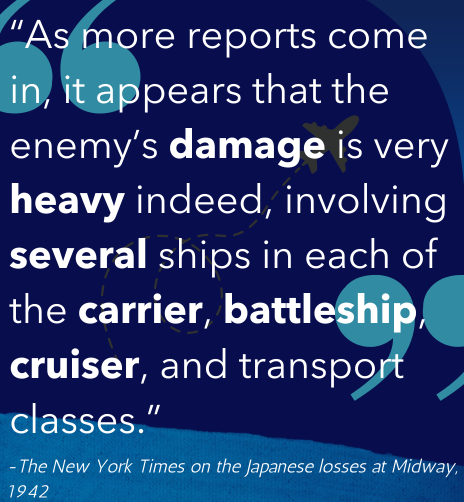 “As more reports come
in, it appears that the
enemy’s damage is very
heavy indeed, involving
several ships in each of
the carrier, battleship,
cruiser, and transport
classes.”
-The New York Times on the Japanese losses at Midway,
1942